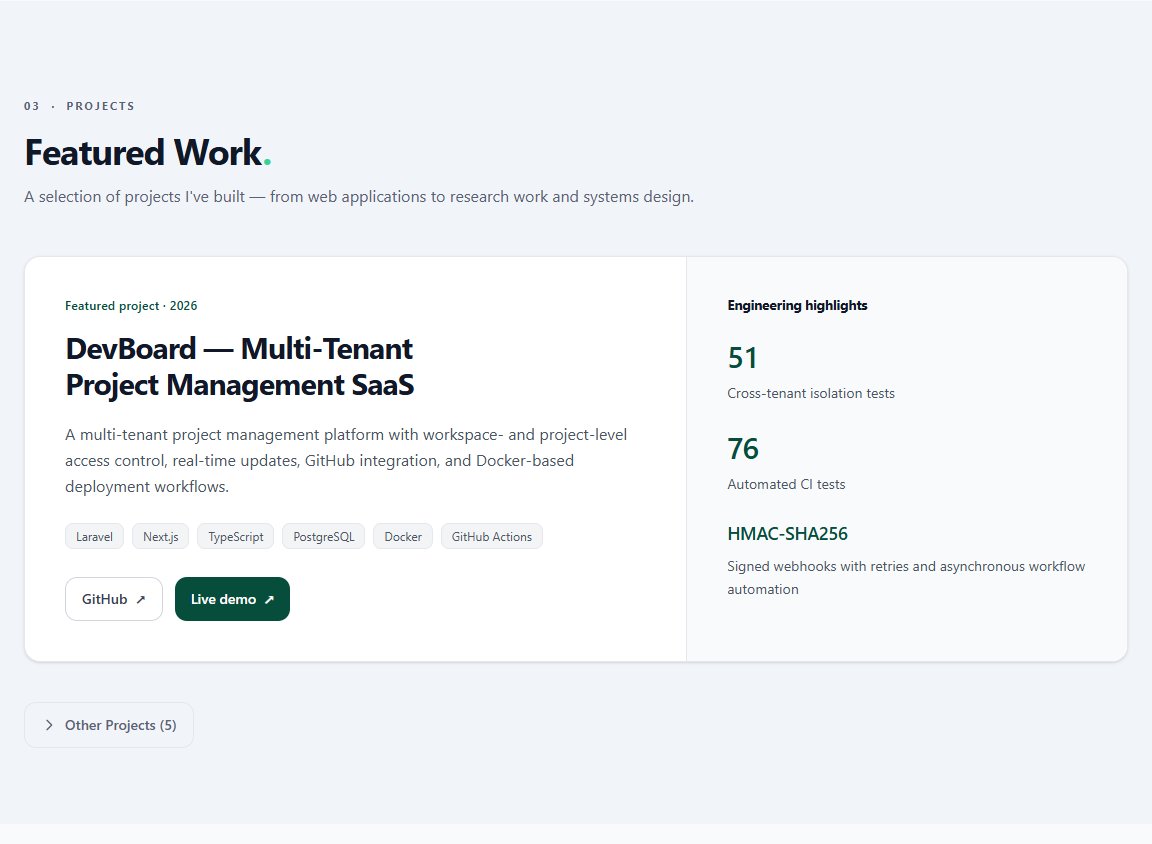 03 · PROJECTS
Featured Work.
A selection of projects I've built — from web applications to research work and systems design.
Featured project · 2026
DevBoard — Multi-Tenant
Project Management SaaS
A multi-tenant project management platform with workspace- and project-level
access control, real-time updates, GitHub integration, and Docker-based
deployment workflows.
Laravel Next.js TypeScript PostgreSQL Docker GitHub Actions
GitHub ↗ Live demo ↗
Engineering highlights
51
Cross-tenant isolation tests
76
Automated CI tests
HMAC-SHA256
Signed webhooks with retries and asynchronous workflow
automation
Other Projects (5)